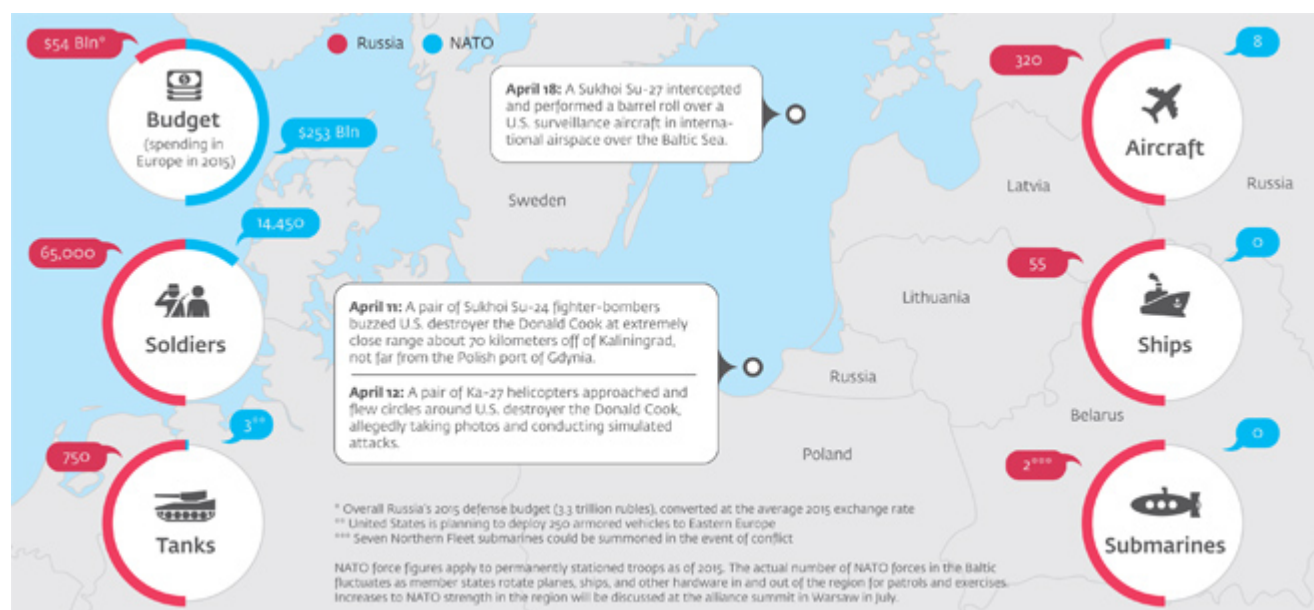 $54 Bln*
Budget
(spending in
Europe in 2015)
$253 Bln
Russia
NATO
April 18: A Sukhoi Su-27 intercepted
and performed a barrel roll over a
U.S. surveillance aircraft in interna-
tional airspace over the Baltic Sea.
320
8
Aircraft
Latvia
Russia
Sweden
65,000
14,450
Soldiers
April 11: A pair of Sukhoi Su-24 fighter-bombers
buzzed U.S. destroyer the Donald Cook at extremely
close range about 70 kilometers off of Kaliningrad,
not far from the Polish port of Gdynia.
April 12: A pair of Ka-27 helicopters approached and
flew circles around U.S. destroyer the Donald Cook,
allegedly taking photos and conducting simulated
attacks.
Lithuania
Russia
55
0
Ships
Belarus
Poland
750
3**
Tanks
2***
0
Submarines
* Overall Russia's 2015 defense budget (3.3 trillion rubles), converted at the average 2015 exchange rate
** United States is planning to deploy 250 armored vehicles to Eastern Europe
*** Seven Northern Fleet submarines could be summoned in the event of conflict
NATO force figures apply to permanently stationed troops as of 2015. The actual number of NATO forces in the Baltic
fluctuates as member states rotate planes, ships, and other hardware in and out of the region for patrols and exercises.
Increases to NATO strength in the region will be discussed at the alliance summit in Warsaw in July.